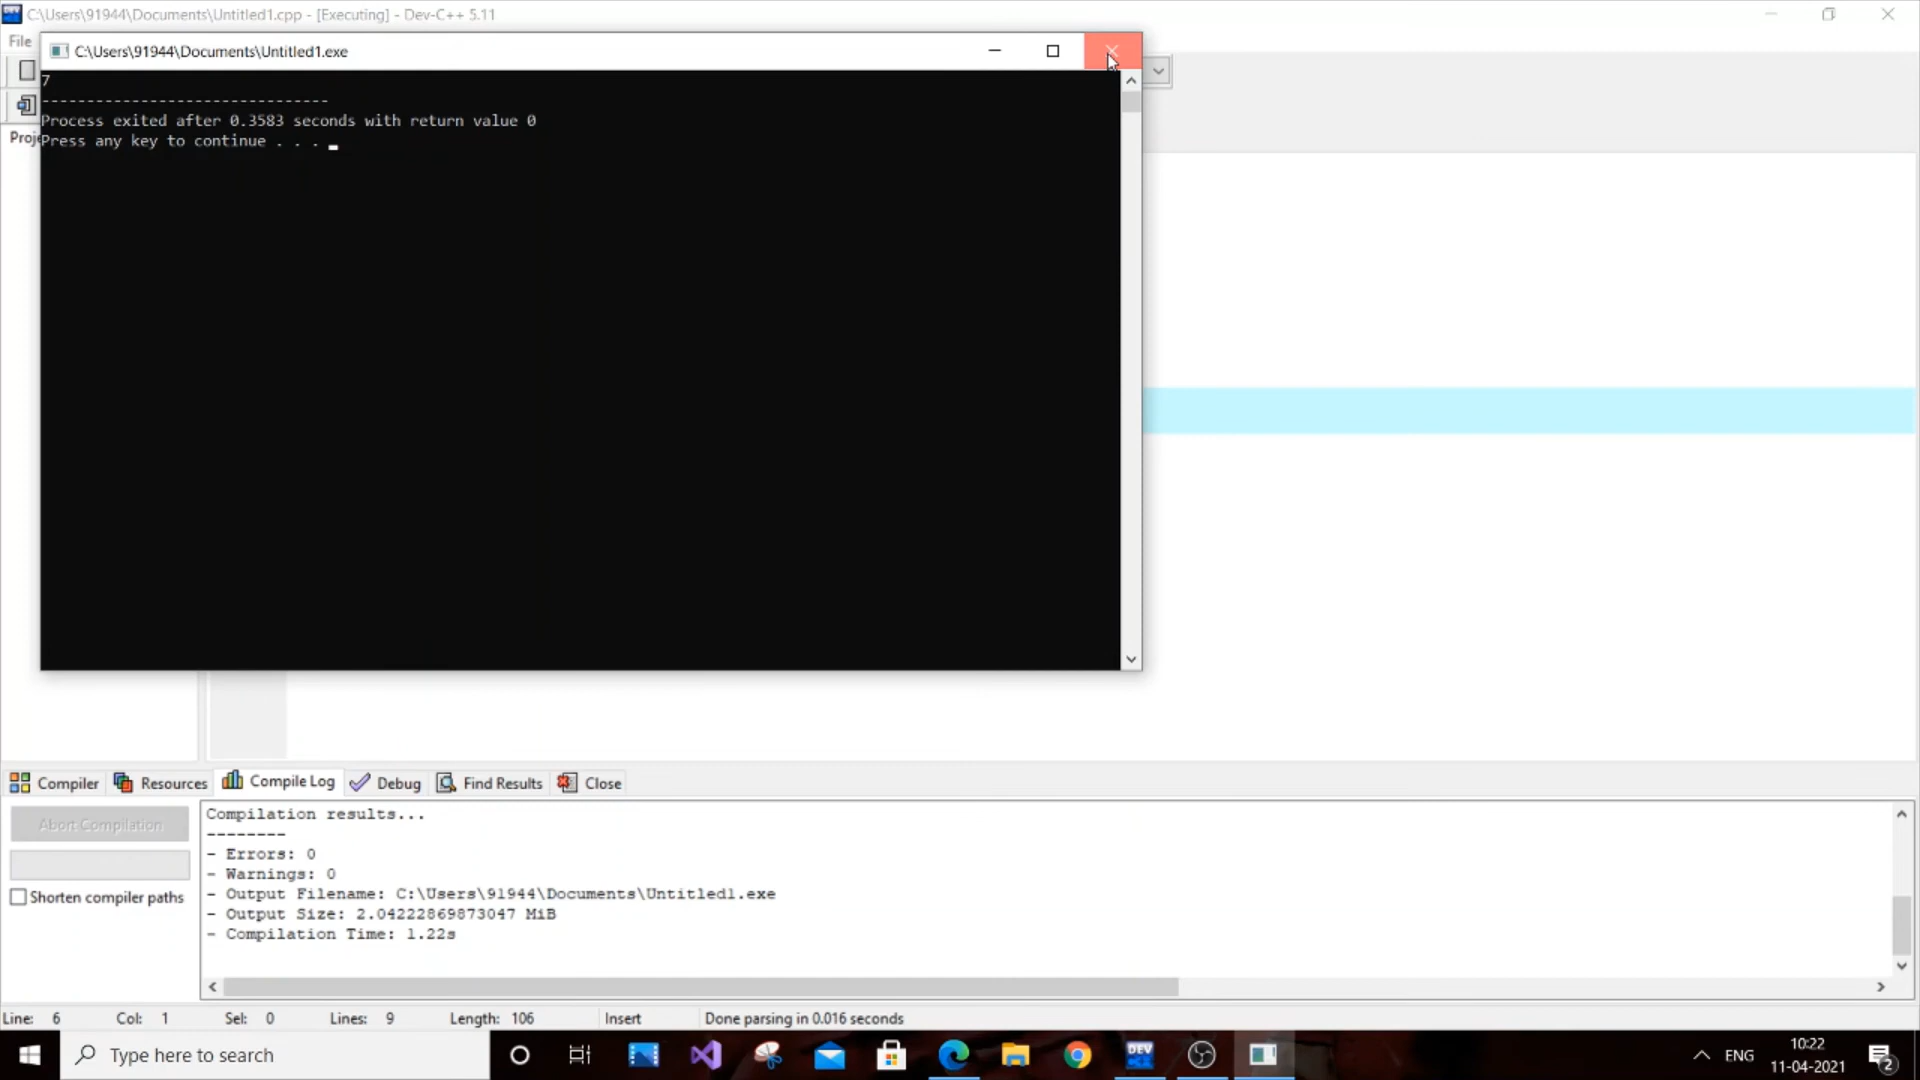 C:\Users\91944\Documents\Untitled1.cpp - [Executing] - Dev-C++ 5.11
File
C:\Users\91944\Documents\Untitled1.exe
7
--------------------------------
Process exited after 0.3583 seconds with return value 0
Proje
Press any key to continue . . .
Compiler
Resources
Compile Log
Debug
Find Results
Close
Abort Compilation
Shorten compiler paths
Compilation results...
--------
- Errors: 0
- Warnings: 0
- Output Filename: C:\Users\91944\Documents\Untitled1.exe
- Output Size: 2.04222869873047 MiB
- Compilation Time: 1.22s
Line: 6 Col: 1 Sel: 0 Lines: 9 Length: 106 Insert Done parsing in 0.016 seconds
Type here to search
DEV
ENG
10:22
11-04-2021
2